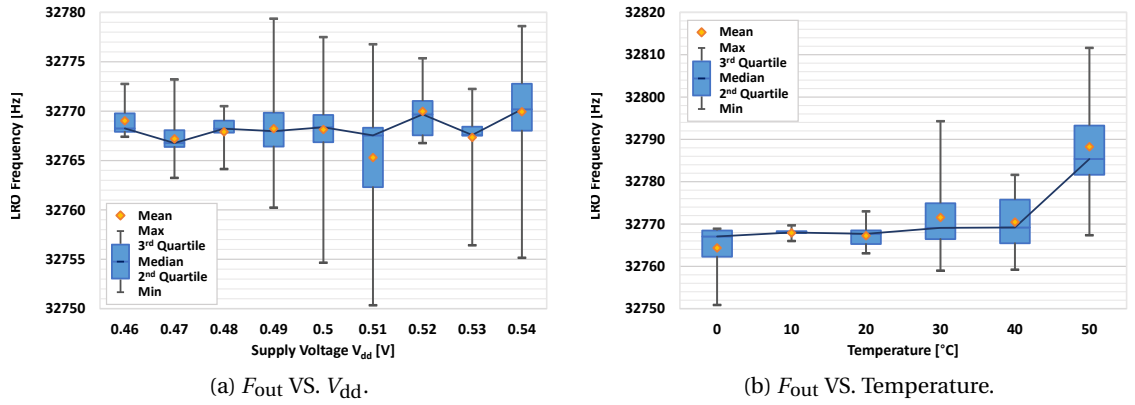 32780
32775
32770
32765
32760
32755
32750
LRO Frequency [Hz]
Mean
Max
3rd Quartile
Median
2nd Quartile
Min
0.46 0.47 0.48 0.49 0.5 0.51 0.52 0.53 0.54
Supply Voltage Vdd [V]
(a) Fout VS. Vdd.
32820
32810
32800
32790
32780
32770
32760
32750
LRO Frequency [Hz]
Mean
Max
3rd Quartile
Median
2nd Quartile
Min
0 10 20 30 40 50
Temperature [°C]
(b) Fout VS. Temperature.